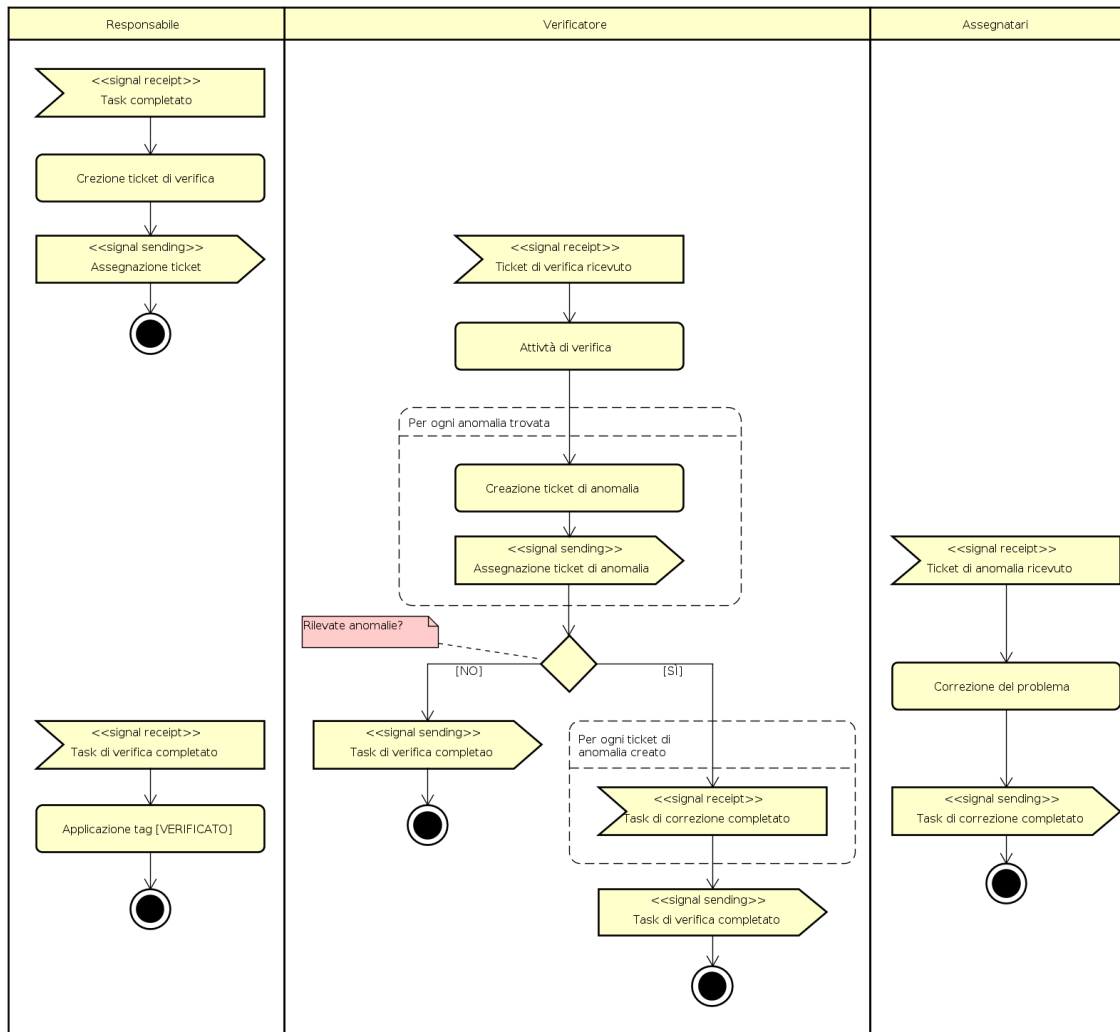 Responsabile
Verificatore
Assegnatari
<<signal receipt>>
Task completato
Crezione ticket di verifica
<<signal sending>>
Assegnazione ticket
<<signal receipt>>
Task di verifica completato
Applicazione tag [VERIFICATO]
<<signal receipt>>
Ticket di verifica ricevuto
Attivtà di verifica
Per ogni anomalia trovata
Creazione ticket di anomalia
<<signal sending>>
Assegnazione ticket di anomalia
Rilevate anomalie?
[NO]
[SÌ]
<<signal sending>>
Task di verifica completao
Per ogni ticket di
anomalia creato
<<signal receipt>>
Task di correzione completato
<<signal sending>>
Task di verifica completato
<<signal receipt>>
Ticket di anomalia ricevuto
Correzione del problema
<<signal sending>>
Task di correzione completato